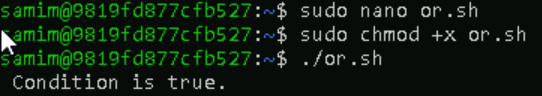 samim@9819fd877cfb527:~$ sudo nano or.sh
samim@9819fd877cfb527:~$ sudo chmod +x or.sh
samim@9819fd877cfb527:~$ ./or.sh
Condition is true.